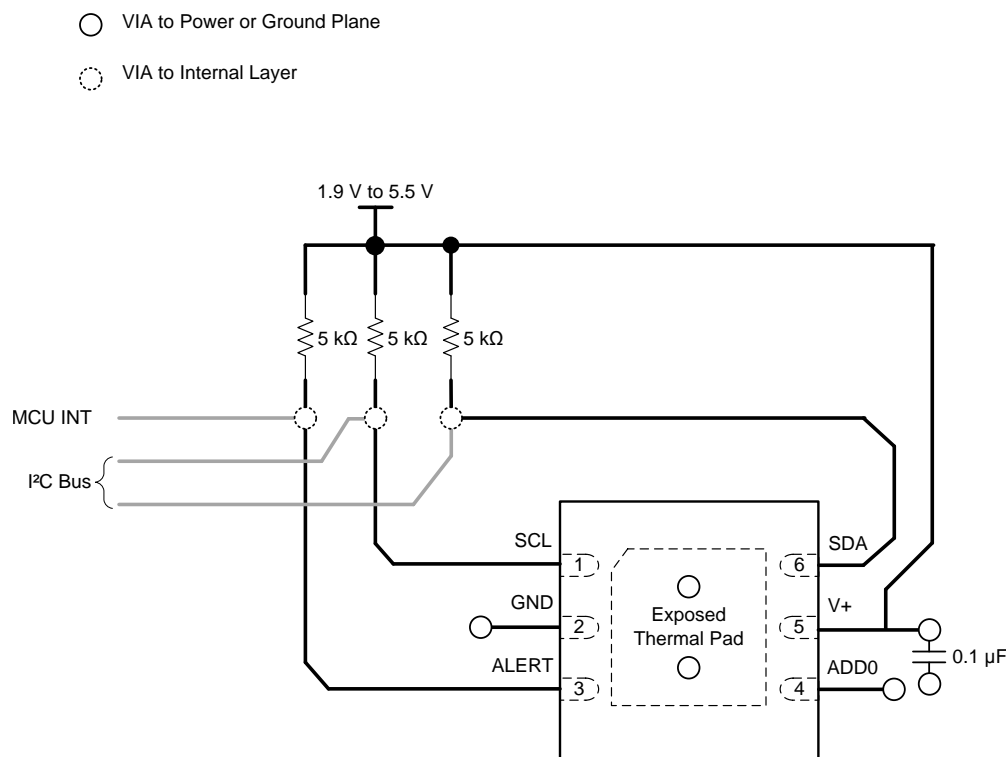 VIA to Power or Ground Plane
VIA to Internal Layer
1.9 V to 5.5 V
5 kΩ
5 kΩ
5 kΩ
MCU INT
I²C Bus
SCL
SDA
1
6
GND
V+
2
5
Exposed
Thermal Pad
ALERT
ADD0
3
4
0.1 µF